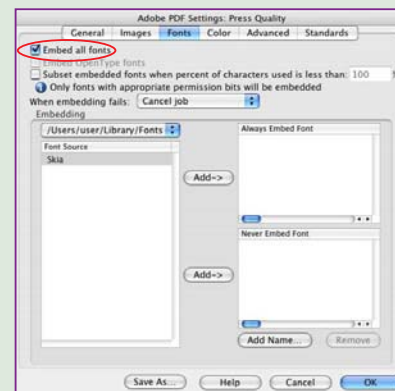 Adobe PDF Settings: Press Quality
General Images Fonts Color Advanced Standards
Embed all fonts
Embed OpenType fonts
Subset embedded fonts when percent of characters used is less than: 100 %
Only fonts with appropriate permission bits will be embedded
When embedding fails: Cancel job
Embedding
/Users/user/Library/Fonts
Font Source
Skia
Always Embed Font
Add->
Never Embed Font
Add->
Add Name... Remove
Save As... Help Cancel OK